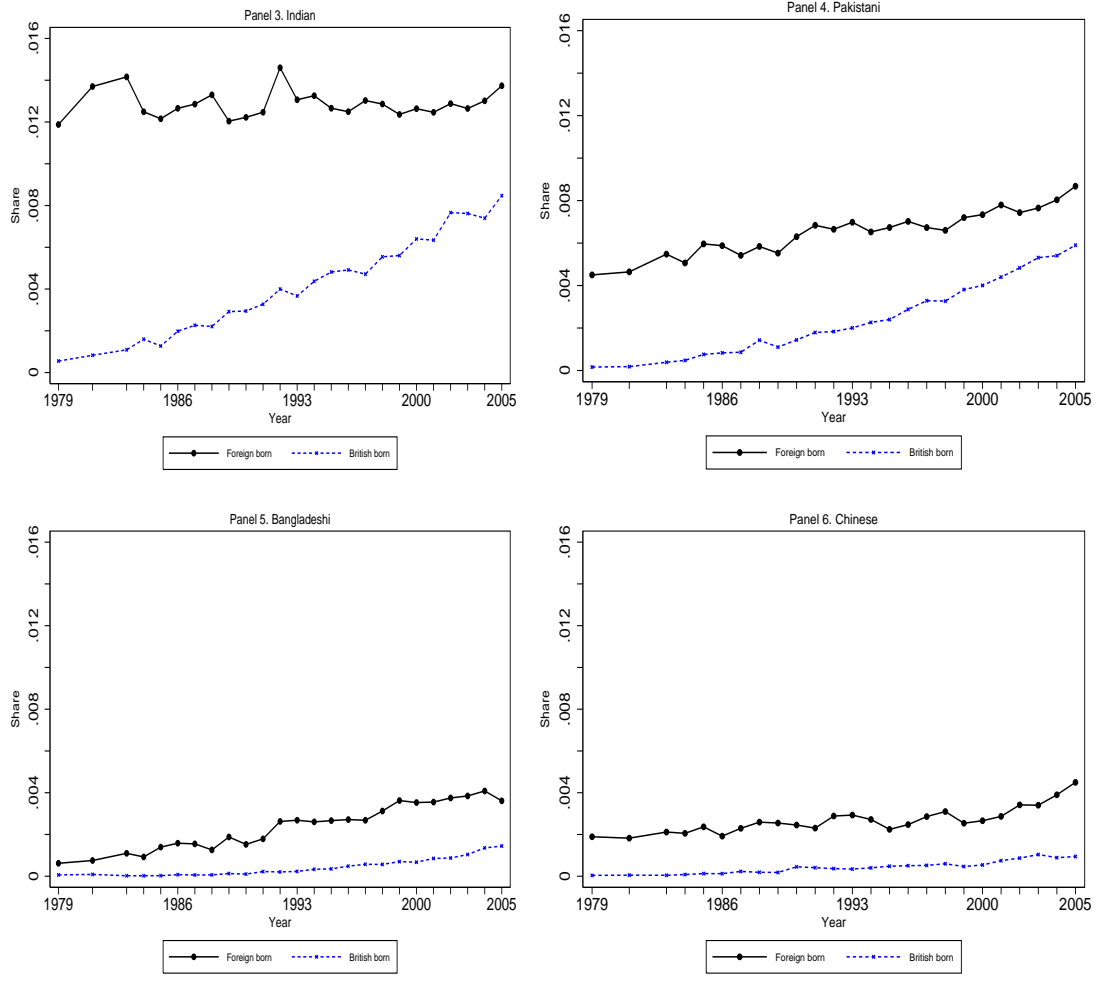 Panel 3. Indian
.016
.012
.008
.004
0
Share
1979 1986 1993 2000 2005
Year
Foreign born British born
Panel 4. Pakistani
.016
.012
.008
.004
0
Share
1979 1986 1993 2000 2005
Year
Foreign born British born
Panel 5. Bangladeshi
.016
.012
.008
.004
0
Share
1979 1986 1993 2000 2005
Year
Foreign born British born
Panel 6. Chinese
.016
.012
.008
.004
0
Share
1979 1986 1993 2000 2005
Year
Foreign born British born